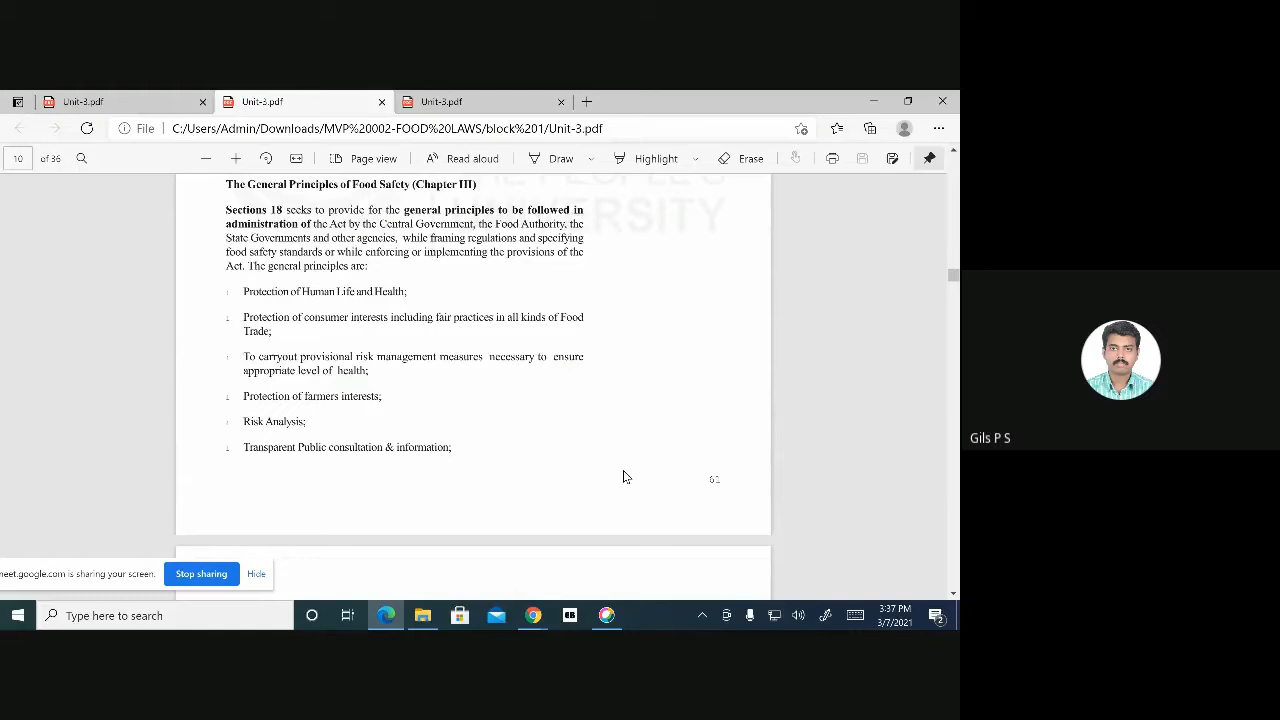 Unit-3.pdf
Unit-3.pdf
Unit-3.pdf
File
C:/Users/Admin/Downloads/MVP%20002-FOOD%20LAWS/block%201/Unit-3.pdf
10 of 36
Page view
Read aloud
Draw
Highlight
Erase
UNIVERSITY
The General Principles of Food Safety (Chapter III)
Sections 18 seeks to provide for the general principles to be followed in
administration of the Act by the Central Government, the Food Authority, the
State Governments and other agencies, while framing regulations and specifying
food safety standards or while enforcing or implementing the provisions of the
Act. The general principles are:
Protection of Human Life and Health;
Protection of consumer interests including fair practices in all kinds of Food
Trade;
To carryout provisional risk management measures necessary to ensure
appropriate level of health;
Protection of farmers interests;
Risk Analysis;
Transparent Public consultation & information;
61
meet.google.com is sharing your screen.
Stop sharing
Hide
Type here to search
3:37 PM
3/7/2021
2
Gils P S